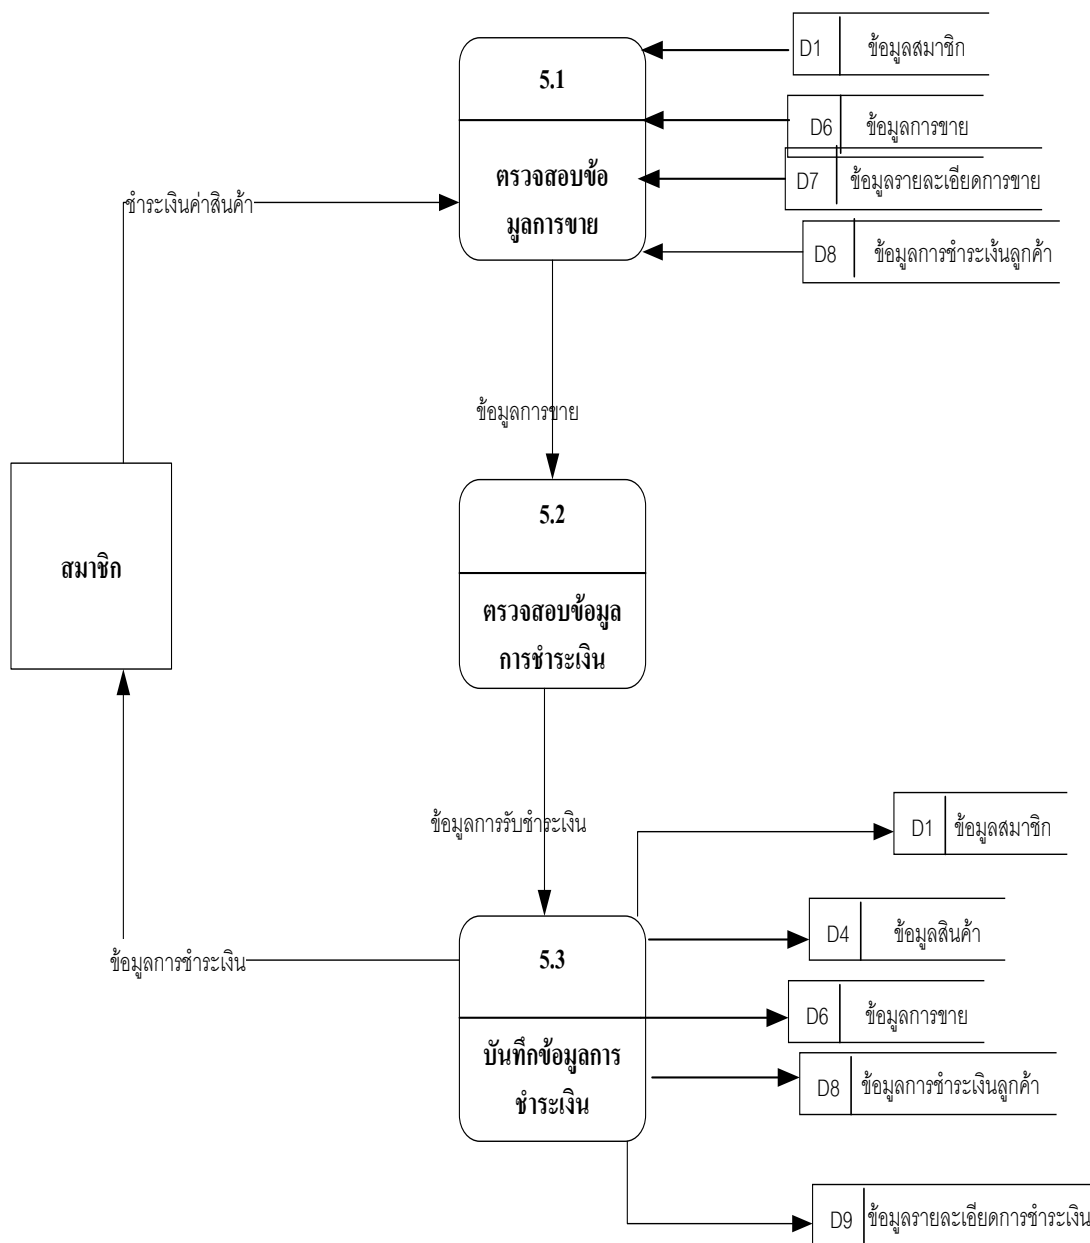 5.1
ตรวจสอบข้อ
มูลการขาย
D1 ข้อมูลสมาชิก
D6 ข้อมูลการขาย
D7 ข้อมูลรายละเอียดการขาย
D8 ข้อมูลการชำระเง้นลูกค้า
ชำระเงินค่าสินค้า
ข้อมูลการขาย
สมาชิก
5.2
ตรวจสอบข้อมูล
การชำระเงิน
ข้อมูลการรับชำระเงิน
D1 ข้อมูลสมาชิก
D4 ข้อมูลสินค้า
ข้อมูลการชำระเงิน
5.3
บันทึกข้อมูลการ
ชำระเงิน
D6 ข้อมูลการขาย
D8 ข้อมูลการชำระเงินลูกค้า
D9 ข้อมูลรายละเอียดการชำระเงิน